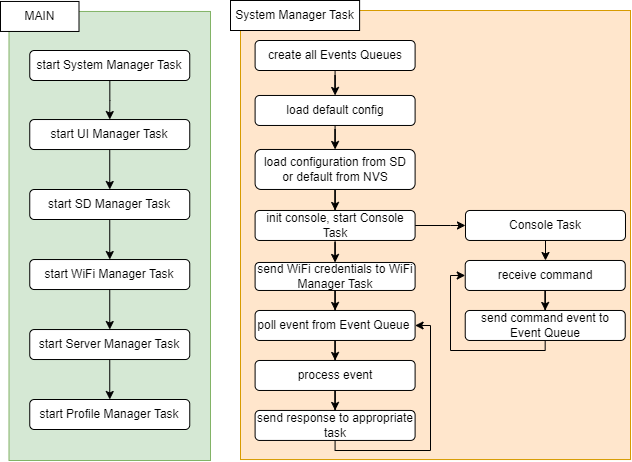 MAIN
start System Manager Task
start UI Manager Task
start SD Manager Task
start WiFi Manager Task
start Server Manager Task
start Profile Manager Task
System Manager Task
create all Events Queues
load default config
load configuration from SD
or default from NVS
init console, start Console
Task
send WiFi credentials to WiFi
Manager Task
poll event from Event Queue
process event
send response to appropriate
task
Console Task
receive command
send command event to
Event Queue